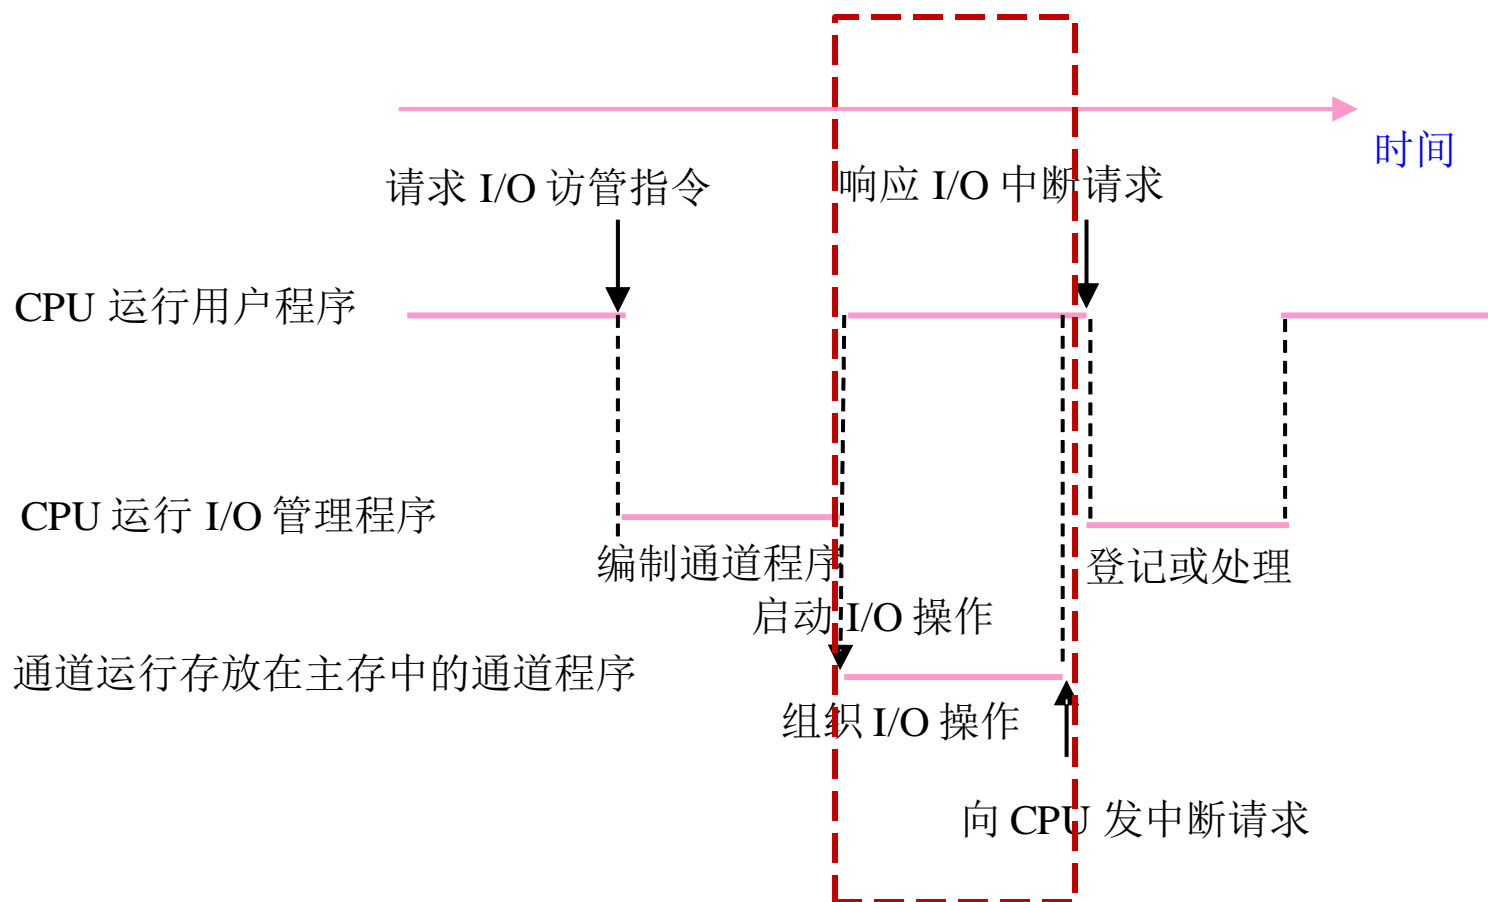 时间
请求 I/O 访管指令
响应 I/O 中断请求
CPU 运行用户程序
CPU 运行 I/O 管理程序
编制通道程序
登记或处理
启动 I/O 操作
通道运行存放在主存中的通道程序
组织 I/O 操作
向 CPU 发中断请求